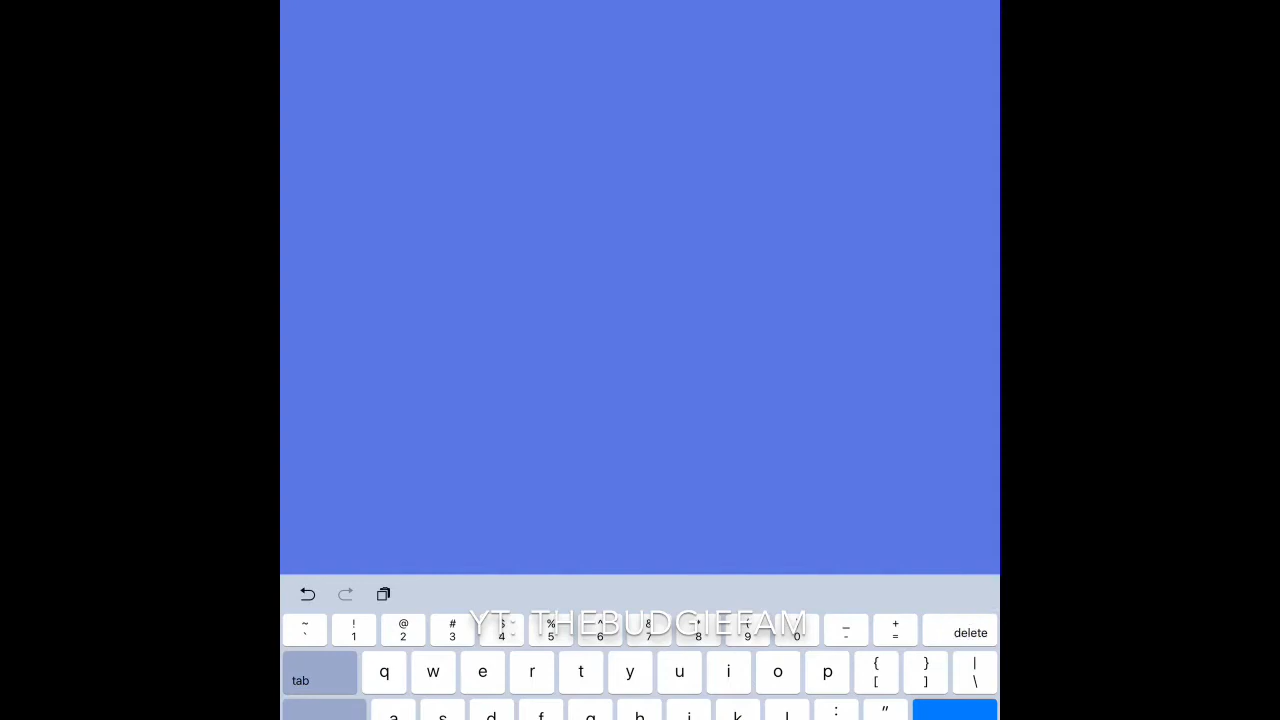 YT: THEBUDGIEFAM
~ ! @ # $ % ^ & * ( ) _ +
` 1 2 3 4 5 6 7 8 9 0 - = delete
tab q w e r t y u i o p { [ } ] | \
a s d f g h j k l : "